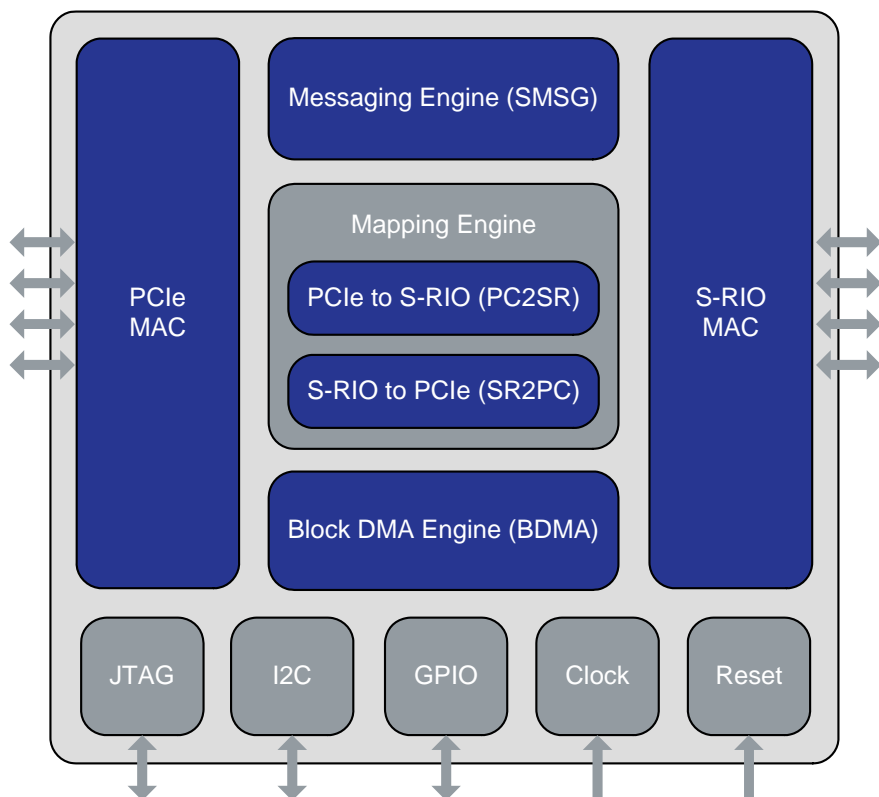 Messaging Engine (SMSG)
Mapping Engine
PCIe to S-RIO (PC2SR)
S-RIO to PCIe (SR2PC)
Block DMA Engine (BDMA)
PCIe
MAC
S-RIO
MAC
JTAG
I2C
GPIO
Clock
Reset